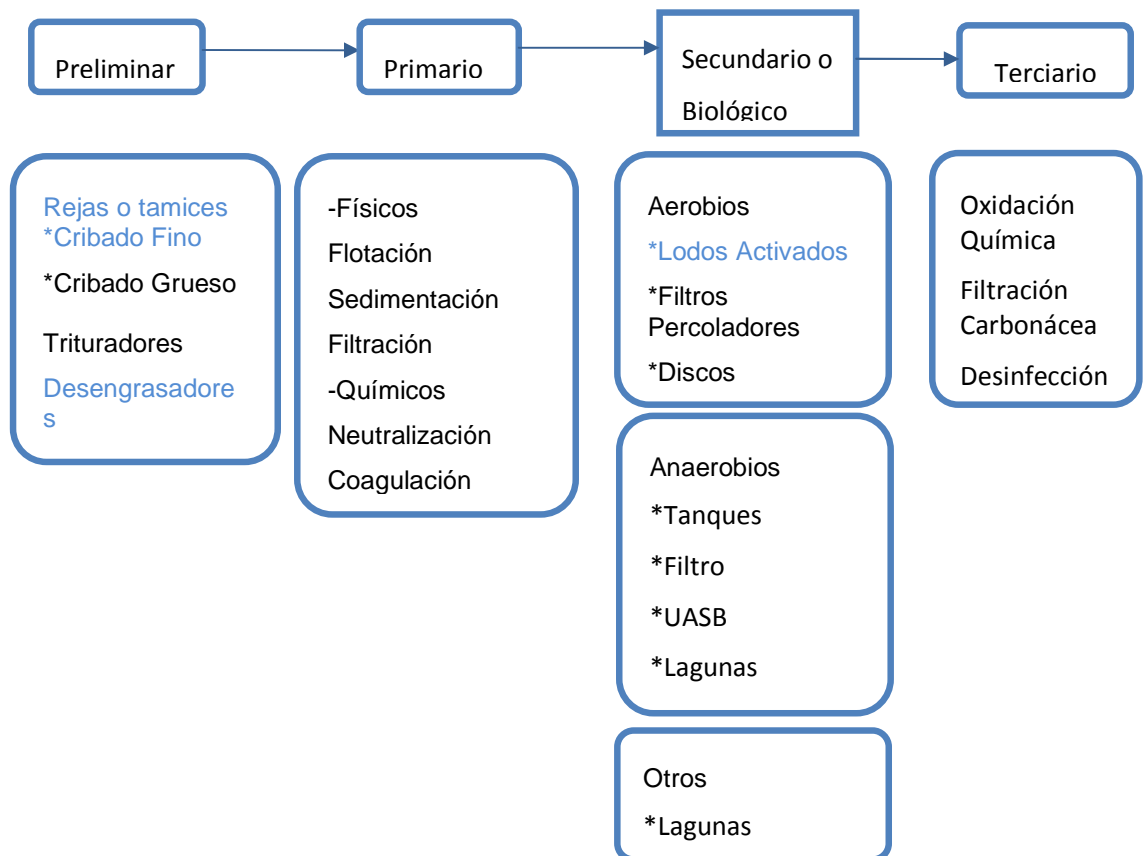 Preliminar
Primario
Secundario o
Biológico
Terciario
Rejas o tamices
*Cribado Fino
*Cribado Grueso
Trituradores
Desengrasadore
s
-Físicos
Flotación
Sedimentación
Filtración
-Químicos
Neutralización
Coagulación
Aerobios
*Lodos Activados
*Filtros
Percoladores
*Discos
Anaerobios
*Tanques
*Filtro
*UASB
*Lagunas
Otros
*Lagunas
Oxidación
Química
Filtración
Carbonácea
Desinfección